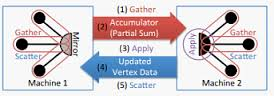 (1) Gather
Gather
Mirror
Scatter
Machine 1
(2)
Accumulator
(Partial Sum)
(3) Apply
(4)
Updated
Vertex Data
(5) Scatter
Gather
Apply
Scatter
Machine 2